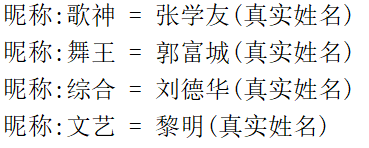 昵称:歌神 = 张学友(真实姓名)
昵称:舞王 = 郭富城(真实姓名)
昵称:综合 = 刘德华(真实姓名)
昵称:文艺 = 黎明(真实姓名)